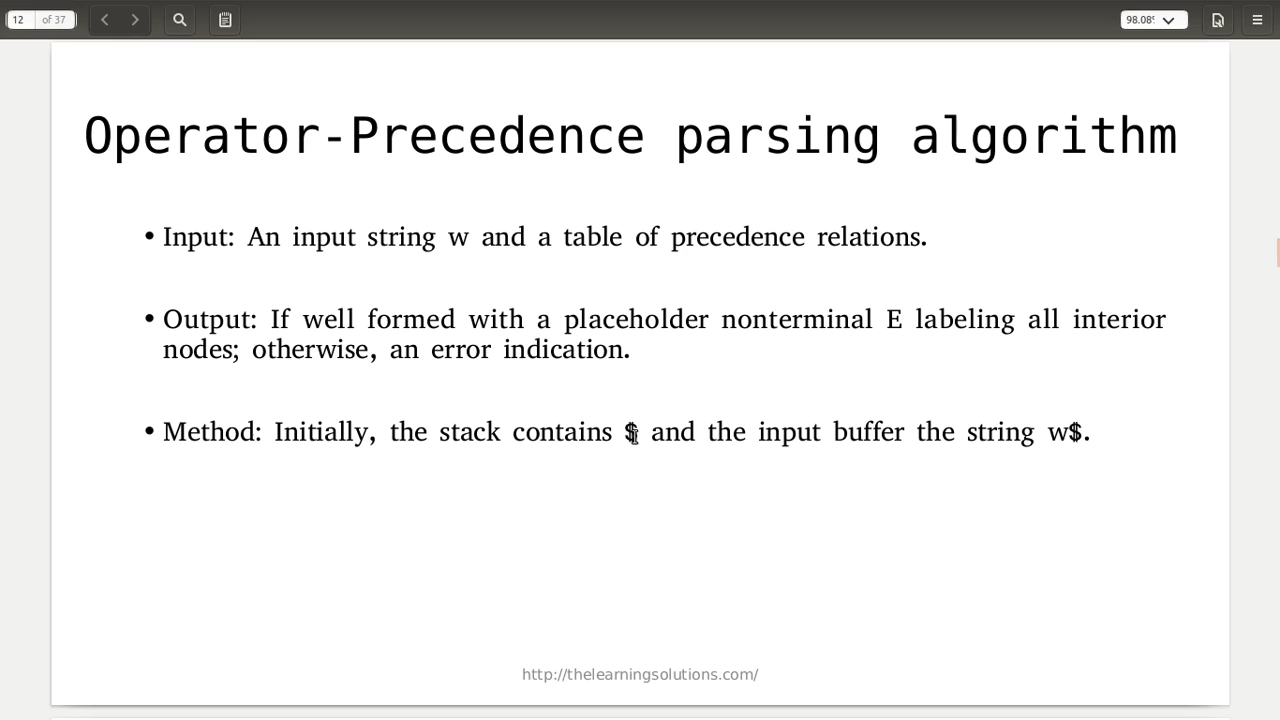 12 of 37 98.08%
Operator-Precedence parsing algorithm
• Input: An input string w and a table of precedence relations.
• Output: If well formed with a placeholder nonterminal E labeling all interior
nodes; otherwise, an error indication.
• Method: Initially, the stack contains $ and the input buffer the string w$.
http://thelearningsolutions.com/